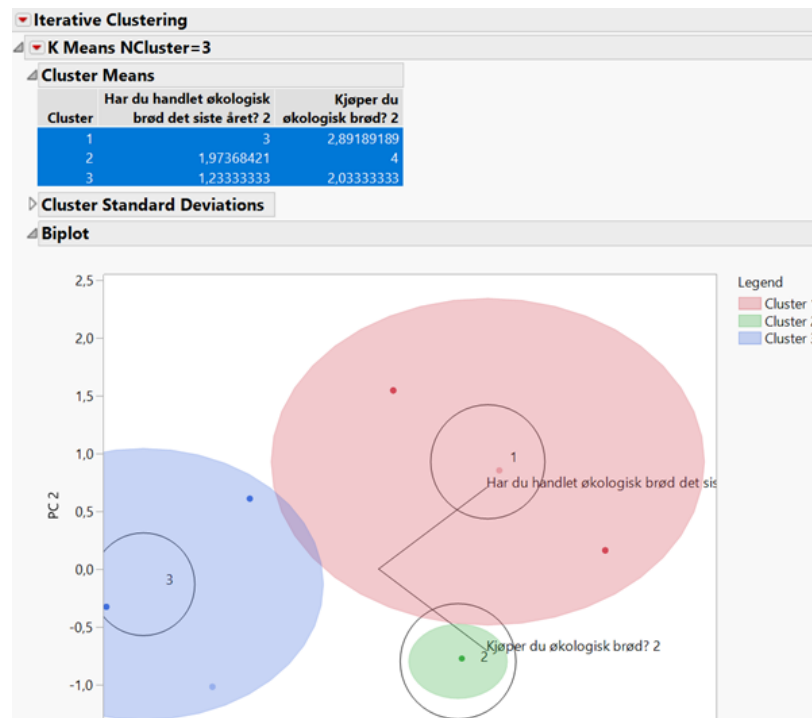 Iterative Clustering
K Means NCluster=3
Cluster Means
Har du handlet økologisk Kjøper du
Cluster brød det siste året? 2 økologisk brød? 2
1 3 2,89189189
2 1,97368421 4
3 1,23333333 2,03333333
Cluster Standard Deviations
Biplot
2,5
2,0
1,5
1,0
0,5
0,0
-0,5
-1,0
PC 2
1
Har du handlet økologisk brød det sis
3
Kjøper du økologisk brød? 2
2
Legend
Cluster
Cluster
Cluster